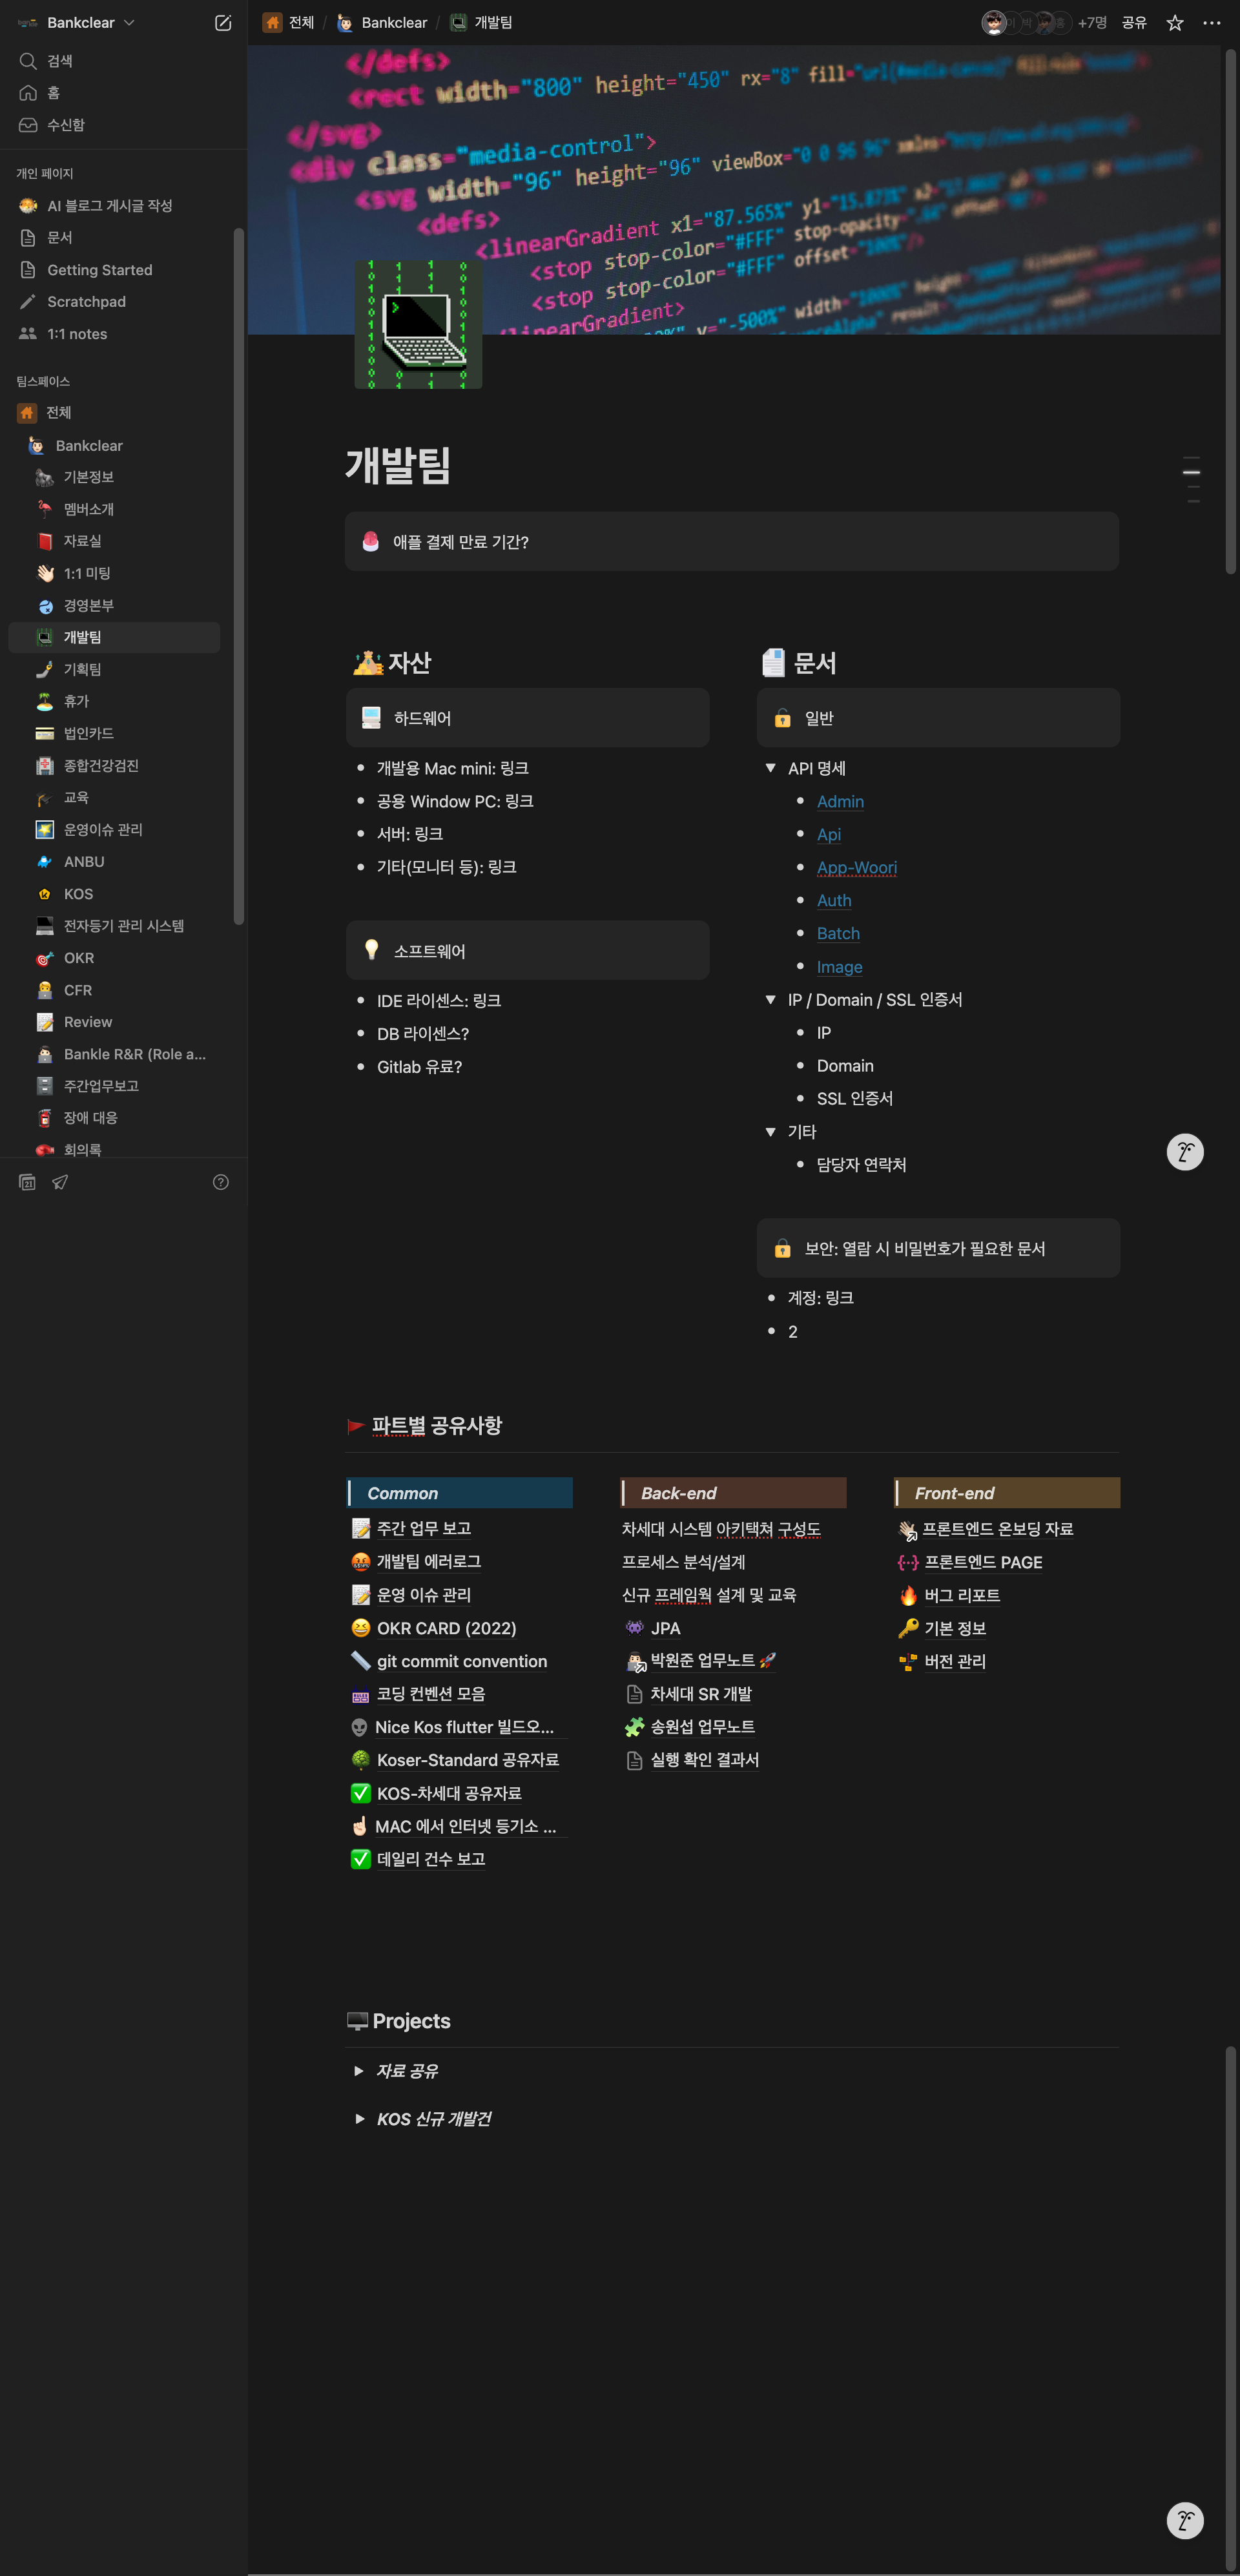 Bankclear
검색
홈
수신함
개인 페이지
AI 블로그 게시글 작성
문서
Getting Started
Scratchpad
1:1 notes
팀스페이스
전체
Bankclear
기본정보
멤버소개
자료실
1:1 미팅
경영본부
개발팀
기획팀
휴가
법인카드
종합건강검진
교육
운영이슈 관리
ANBU
KOS
전자등기 관리 시스템
OKR
CFR
Review
Bankle R&R (Role a...
주간업무보고
장애 대응
회의록
21
전체 / Bankclear / 개발팀
+7명 공유
</defs>
<rect width="800" height="450" rx="8" fill="url(#media-canvas)"
</svg>
<div class="media-control">
<svg width="96" height="96" viewBox="0 0 96 96"
<defs>
<linearGradient x1="87.565%" y1="15.873%"
<stop stop-color="#FFF" stop-opacity=
<stop stop-color="#FFF" offset="100%"/>
linearGradient>
개발팀
애플 결제 만료 기간?
자산
하드웨어
개발용 Mac mini: 링크
공용 Window PC: 링크
서버: 링크
기타(모니터 등): 링크
소프트웨어
IDE 라이센스: 링크
DB 라이센스?
Gitlab 유료?
문서
일반
API 명세
Admin
Api
App-Woori
Auth
Batch
Image
IP / Domain / SSL 인증서
IP
Domain
SSL 인증서
기타
담당자 연락처
보안: 열람 시 비밀번호가 필요한 문서
계정: 링크
2
파트별 공유사항
Common
주간 업무 보고
개발팀 에러로그
운영 이슈 관리
OKR CARD (2022)
git commit convention
코딩 컨벤션 모음
Nice Kos flutter 빌드오...
Koser-Standard 공유자료
KOS-차세대 공유자료
MAC 에서 인터넷 등기소 ...
데일리 건수 보고
Back-end
차세대 시스템 아키택쳐 구성도
프로세스 분석/설계
신규 프레임웍 설계 및 교육
JPA
박원준 업무노트 🚀
차세대 SR 개발
송원섭 업무노트
실행 확인 결과서
Front-end
프론트엔드 온보딩 자료
프론트엔드 PAGE
버그 리포트
기본 정보
버전 관리
Projects
자료 공유
KOS 신규 개발건